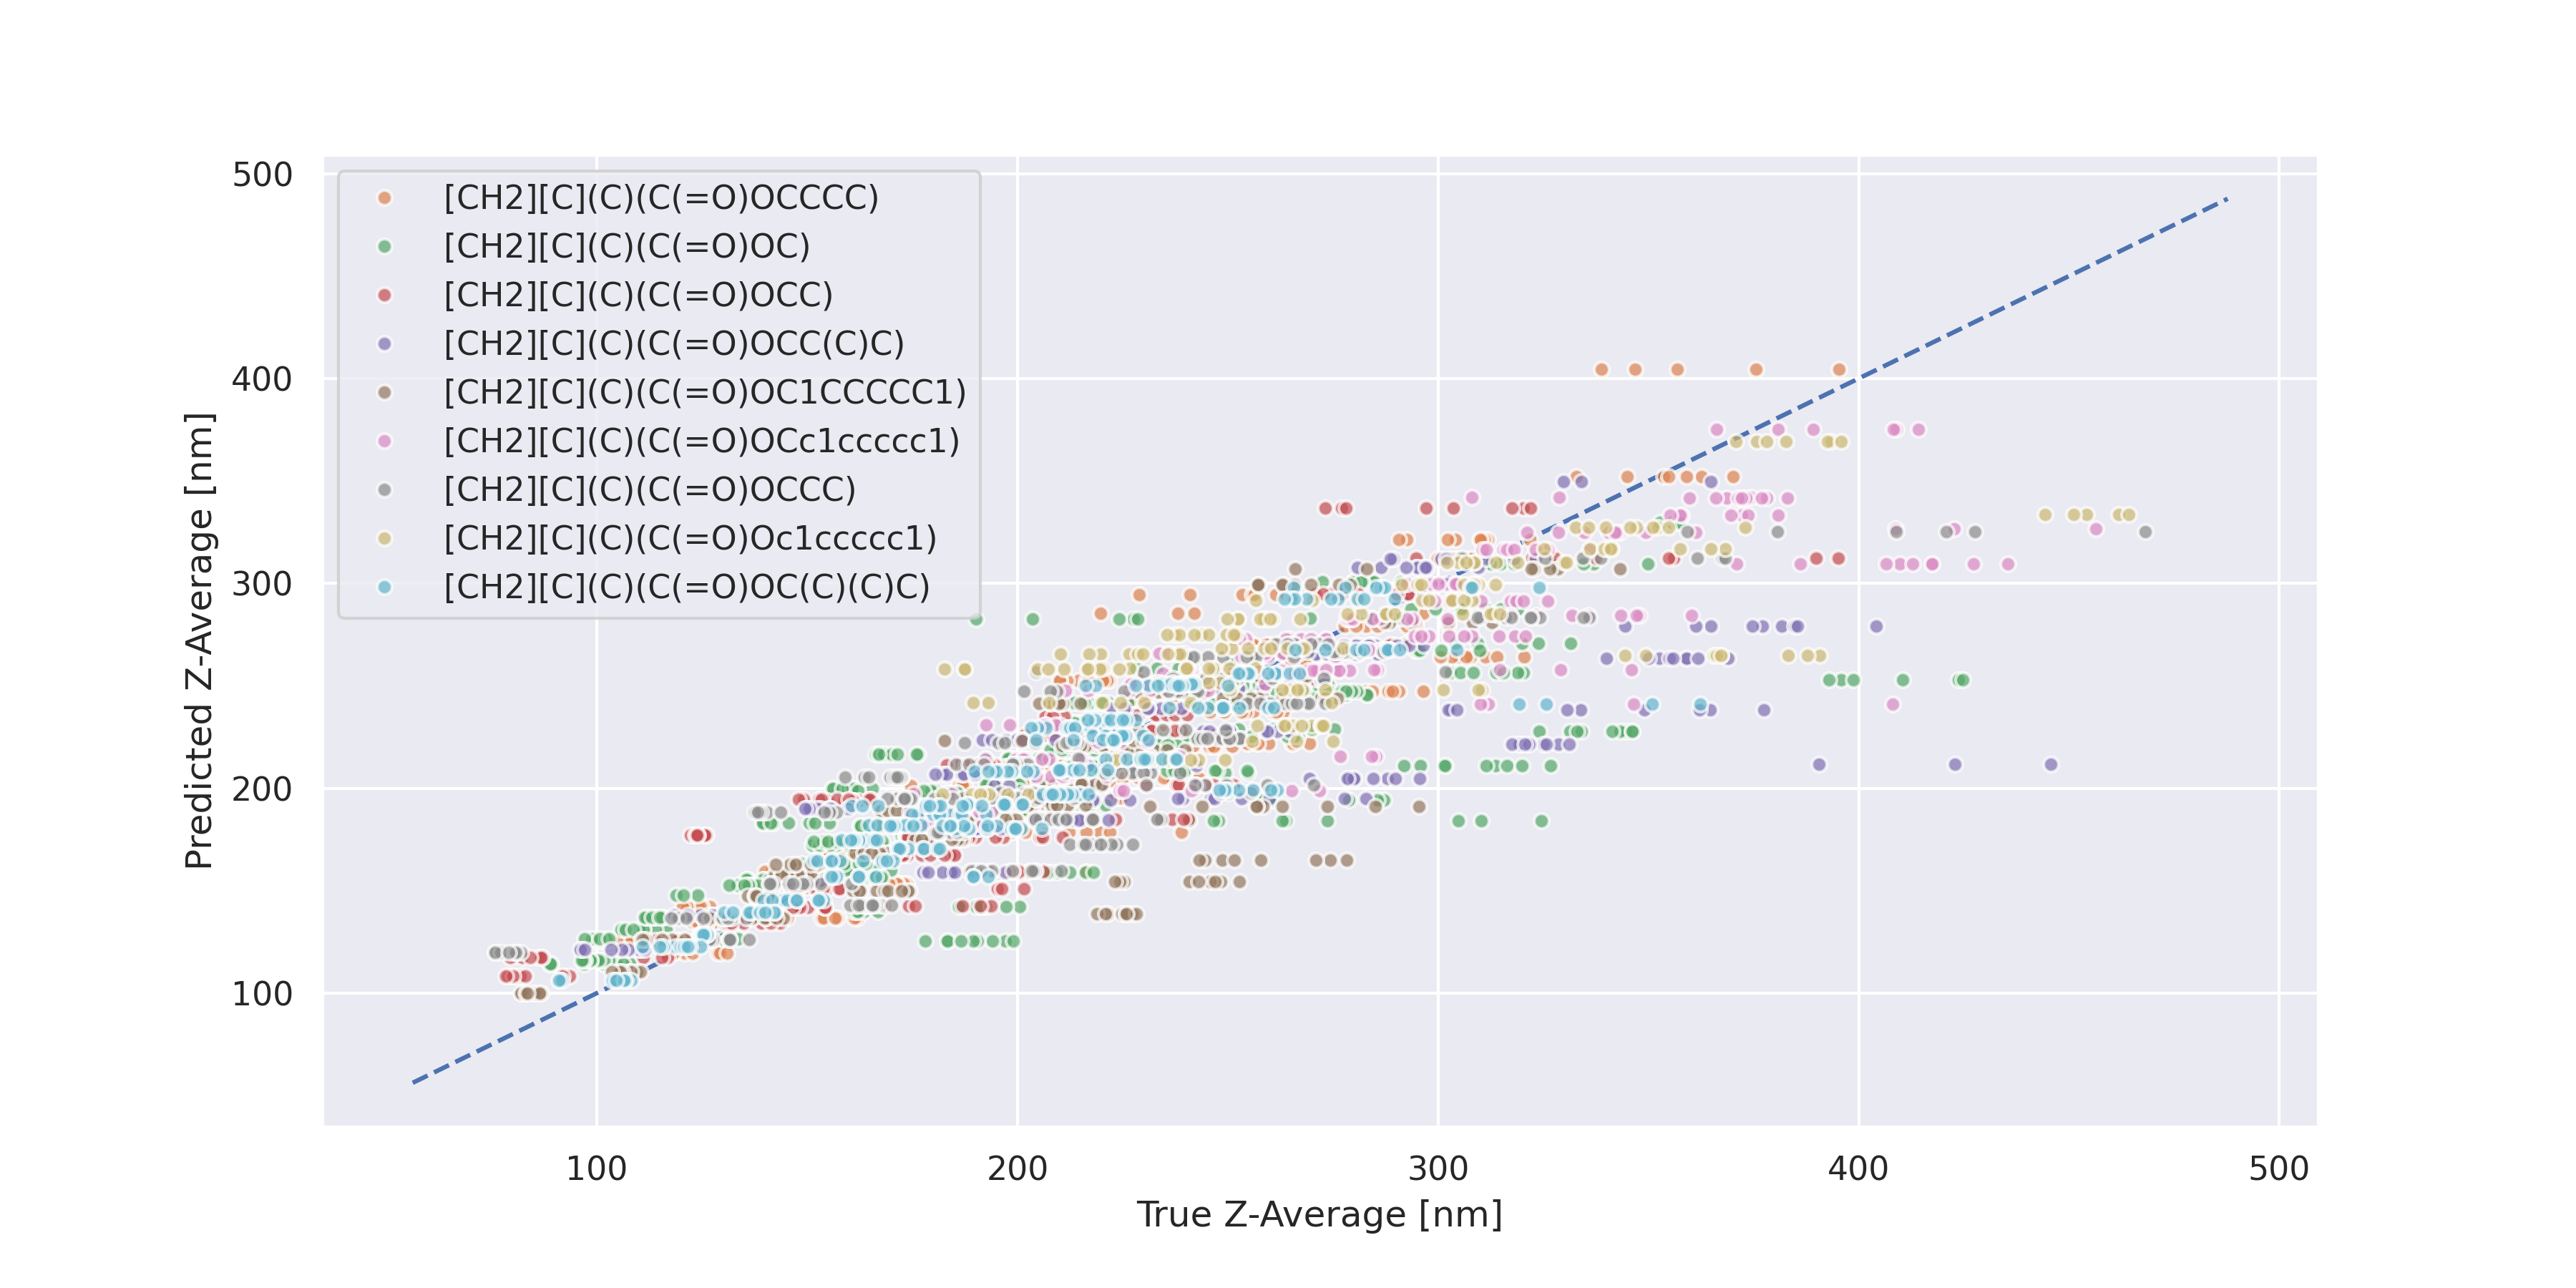 500
400
300
200
100
Predicted Z-Average [nm]
[CH2][C](C)(C(=O)OCCCC)
[CH2][C](C)(C(=O)OC)
[CH2][C](C)(C(=O)OCC)
[CH2][C](C)(C(=O)OCC(C)C)
[CH2][C](C)(C(=O)OC1CCCCC1)
[CH2][C](C)(C(=O)OCc1ccccc1)
[CH2][C](C)(C(=O)OCCC)
[CH2][C](C)(C(=O)Oc1ccccc1)
[CH2][C](C)(C(=O)OC(C)(C)C)
100 200 300 400 500
True Z-Average [nm]